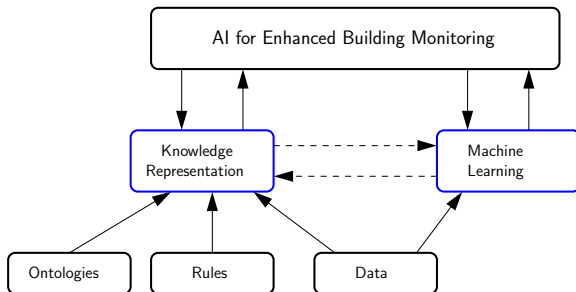 AI for Enhanced Building Monitoring
Knowledge
Representation
Machine
Learning
Ontologies
Rules
Data